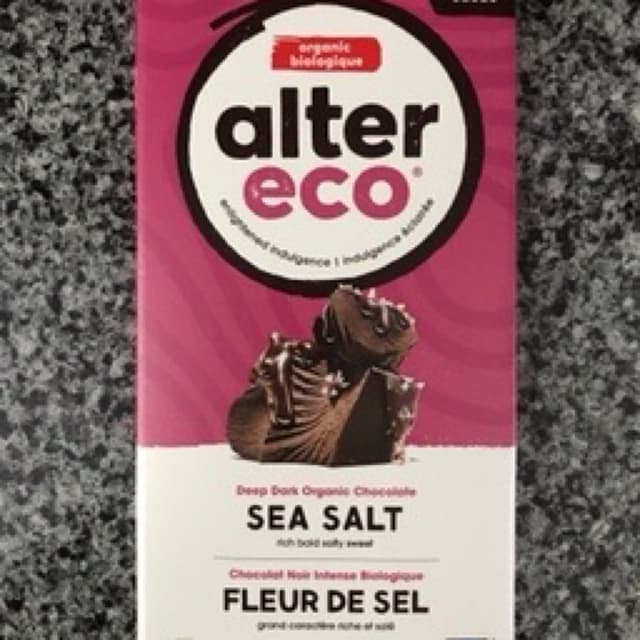 organic
biologique
alter
eco®
enlightened indulgence | indulgence éclairée
Deep Dark Organic Chocolate
SEA SALT
rich bold salty sweet
Chocolat Noir Intense Biologique
FLEUR DE SEL
grand caractère riche et salé